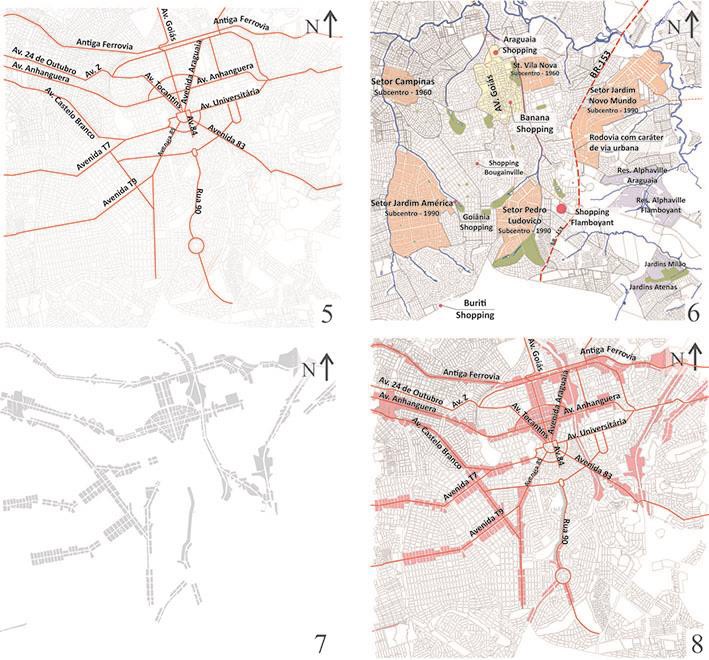 N
Av. Goiás
Antiga Ferrovia
Antiga Ferrovia
Av. 24 de Outubro
Av. Anhanguera
Av. Z
Avenida Araguaia
Av. Anhanguera
Av. Tocantins
Av. Castelo Branco
Av. Universitária
Av.84
Avenida 83
Avenida T7
Avenida T9
Rua 90
5
N
Araguaia
Shopping
BR-153
St. Vila Nova
Subcentro - 1960
Setor Campinas
Subcentro - 1960
AV. Goiás
Setor Jardim
Novo Mundo
Subcentro - 1990
Banana
Shopping
Rodovia com caráter
de via urbana
Shopping
Bougainville
Res. Alphaville
Araguaia
Res. Alphaville
Flamboyant
Setor Jardim América
Subcentro - 1990
Goiânia
Shopping
Setor Pedro
Ludovico
Subcentro - 1990
Shopping
Flamboyant
Jardins Milão
Jardins Atenas
Buriti
Shopping
6
N
7
N
Av. Goiás
Antiga Ferrovia
Antiga Ferrovia
Av. 24 de Outubro
Av. Anhanguera
Av. Z
Avenida Araguaia
Av. Anhanguera
Av. Tocantins
Av. Castelo Branco
Av. Universitária
Av.84
Avenida 83
Avenida T7
Avenida T9
Rua 90
8